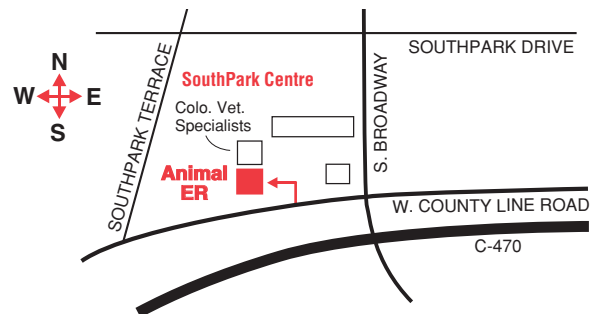 SOUTHPARK DRIVE
N
W
E
S
SouthPark Centre
Colo. Vet.
Specialists
Animal
ER
SOUTHPARK TERRACE
S. BROADWAY
W. COUNTY LINE ROAD
C-470